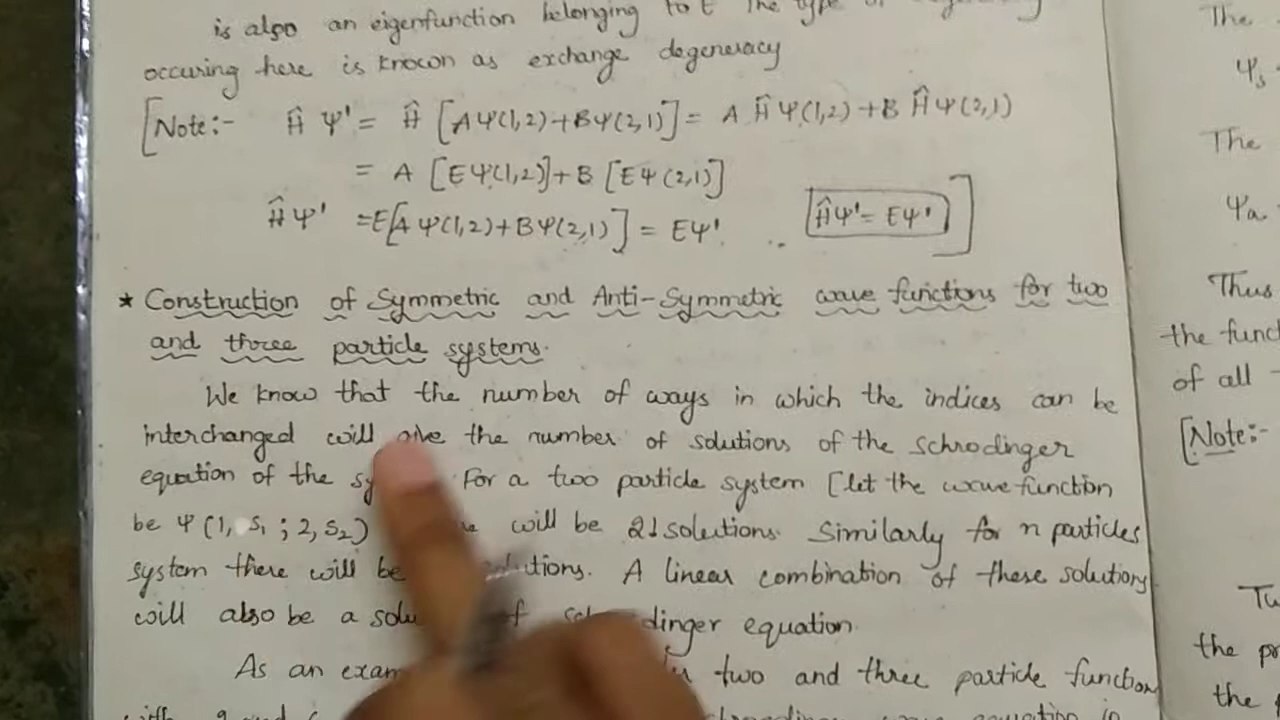 is also an eigenfunction belonging to E The type
occuring here is known as exchange degeneracy
[Note:- Ĥ Ψ' = Ĥ [AΨ(1,2)+BΨ(2,1)] = A Ĥ Ψ(1,2)+B Ĥ Ψ(2,1)
= A [EΨ(1,2)]+B [EΨ(2,1)]
ĤΨ' =E[AΨ(1,2)+BΨ(2,1)] = EΨ' .. ĤΨ'= EΨ' ]
* Construction of Symmetric and Anti-Symmetric wave functions for two
and three particle systems.
We know that the number of ways in which the indices can be
interchanged will give the number of solutions of the schrodinger
equation of the For a two particle system [let the wave function
be Ψ(1, S₁ ; 2, S₂) will be 2! solutions. Similarly for n particles
system there will be A linear combination of these solutions
will also be a of equation.
As an two and three particle function
The
Ψs
The
Ψa
Thus
the
of all
[Note:-
the
the